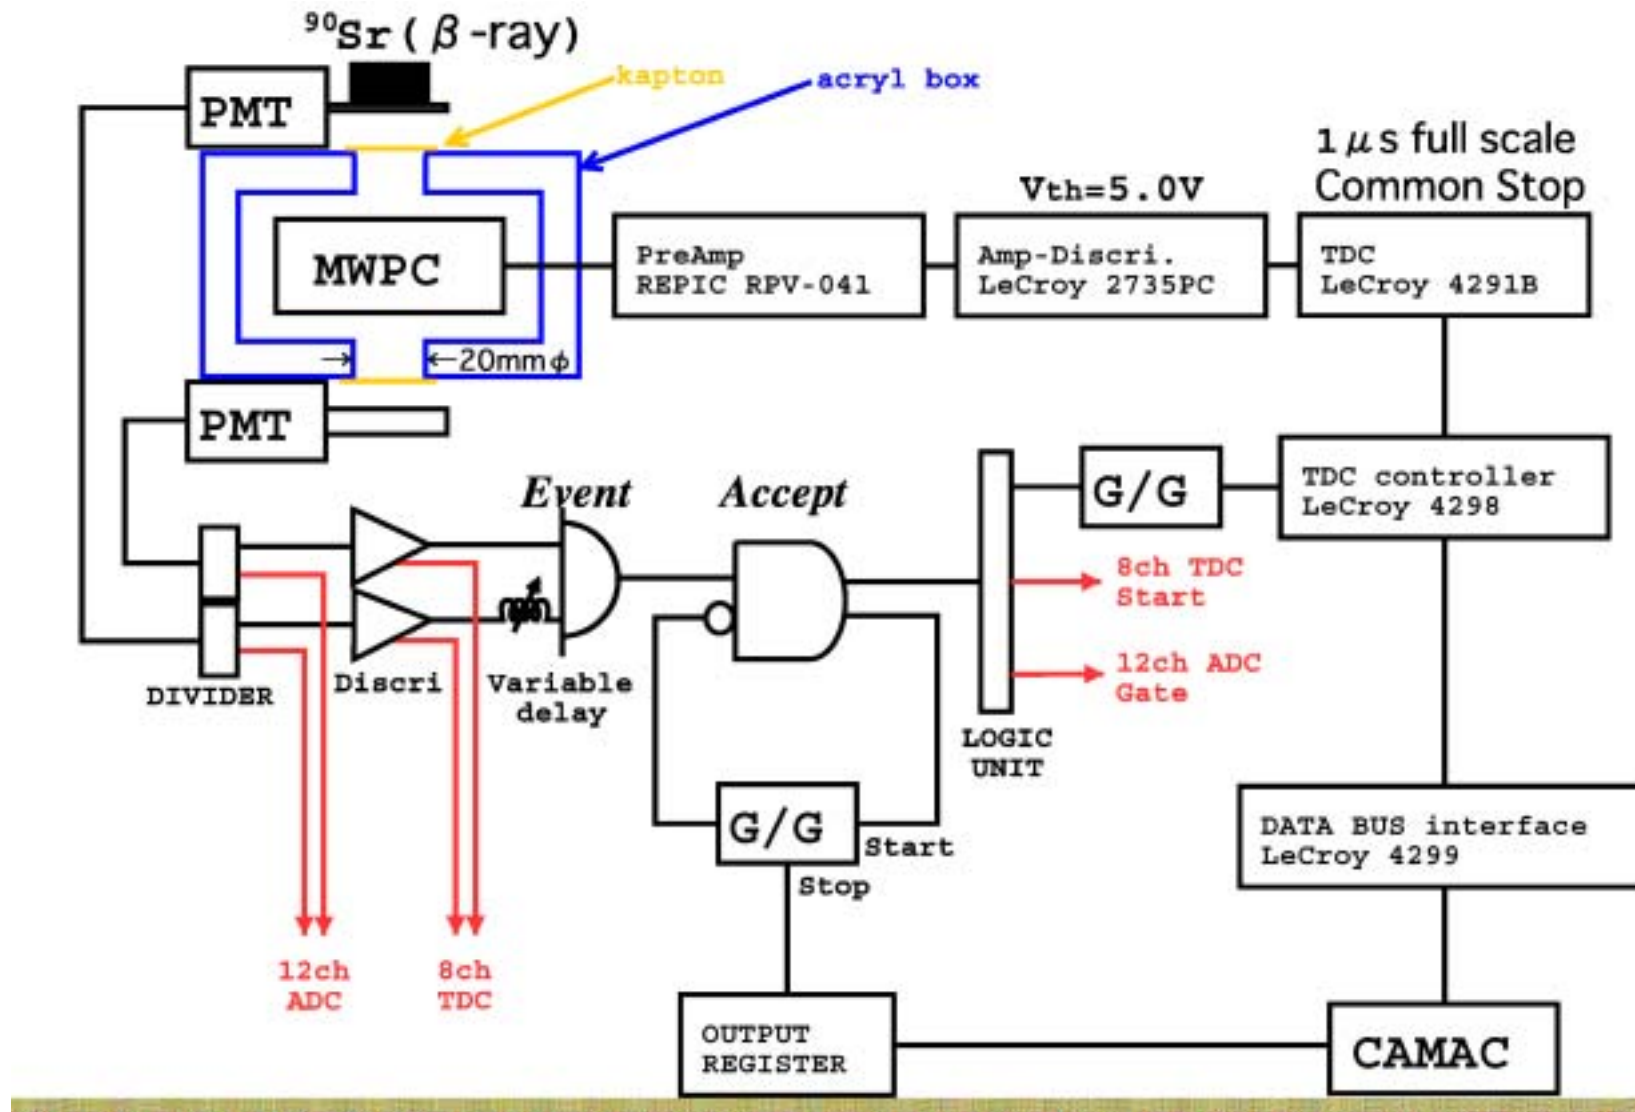 ⁹⁰Sr(β-ray)
kapton
acryl box
PMT
1μs full scale
Common Stop
Vth=5.0V
MWPC
PreAmp
REPIC RPV-041
Amp-Discri.
LeCroy 2735PC
TDC
LeCroy 4291B
→ ←20mmφ
PMT
Event
Accept
G/G
TDC controller
LeCroy 4298
8ch TDC
Start
12ch ADC
Gate
DIVIDER
Discri
Variable
delay
LOGIC
UNIT
G/G
Start
Stop
DATA BUS interface
LeCroy 4299
12ch
ADC
8ch
TDC
OUTPUT
REGISTER
CAMAC